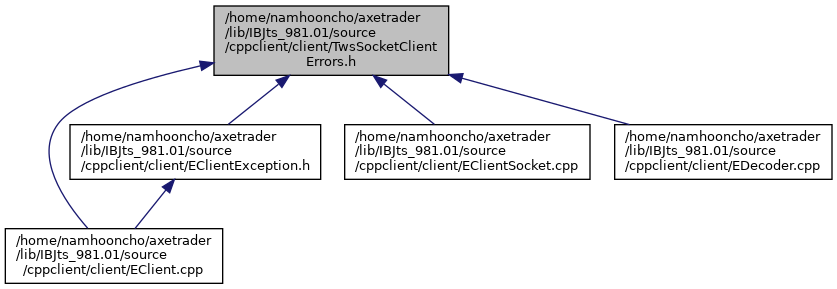 /home/namhooncho/axetrader
/lib/IBJts_981.01/source
/cppclient/client/TwsSocketClient
Errors.h
/home/namhooncho/axetrader
/lib/IBJts_981.01/source
/cppclient/client/EClientException.h
/home/namhooncho/axetrader
/lib/IBJts_981.01/source
/cppclient/client/EClientSocket.cpp
/home/namhooncho/axetrader
/lib/IBJts_981.01/source
/cppclient/client/EDecoder.cpp
/home/namhooncho/axetrader
/lib/IBJts_981.01/source
/cppclient/client/EClient.cpp